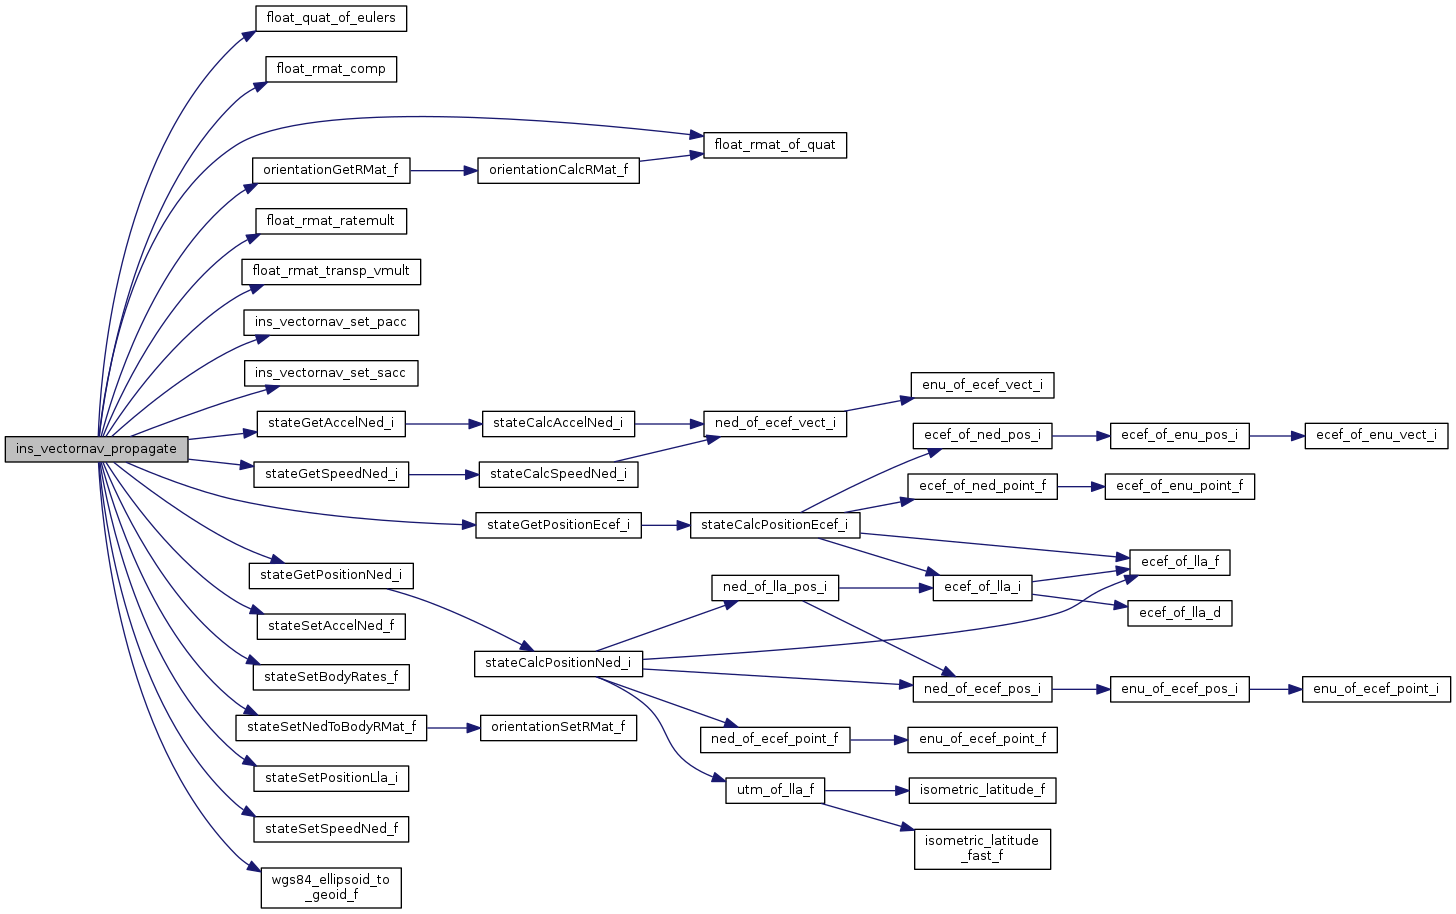 ins_vectornav_propagate
float_quat_of_eulers
float_rmat_comp
float_rmat_of_quat
orientationGetRMat_f
orientationCalcRMat_f
float_rmat_ratemult
float_rmat_transp_vmult
ins_vectornav_set_pacc
ins_vectornav_set_sacc
stateGetAccelNed_i
stateCalcAccelNed_i
ned_of_ecef_vect_i
enu_of_ecef_vect_i
stateGetSpeedNed_i
stateCalcSpeedNed_i
stateGetPositionEcef_i
stateCalcPositionEcef_i
ecef_of_ned_pos_i
ecef_of_enu_pos_i
ecef_of_enu_vect_i
ecef_of_ned_point_f
ecef_of_enu_point_f
ecef_of_lla_f
ecef_of_lla_i
ecef_of_lla_d
stateGetPositionNed_i
stateCalcPositionNed_i
ned_of_lla_pos_i
ned_of_ecef_pos_i
enu_of_ecef_pos_i
enu_of_ecef_point_i
ned_of_ecef_point_f
enu_of_ecef_point_f
utm_of_lla_f
isometric_latitude_f
isometric_latitude
_fast_f
stateSetAccelNed_f
stateSetBodyRates_f
stateSetNedToBodyRMat_f
orientationSetRMat_f
stateSetPositionLla_i
stateSetSpeedNed_f
wgs84_ellipsoid_to
_geoid_f